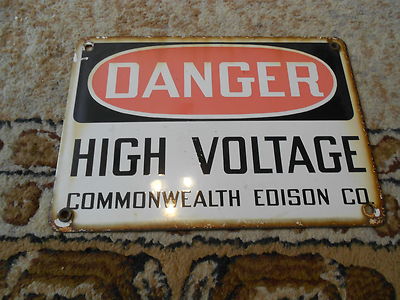 DANGER
HIGH VOLTAGE
COMMONWEALTH EDISON CO.